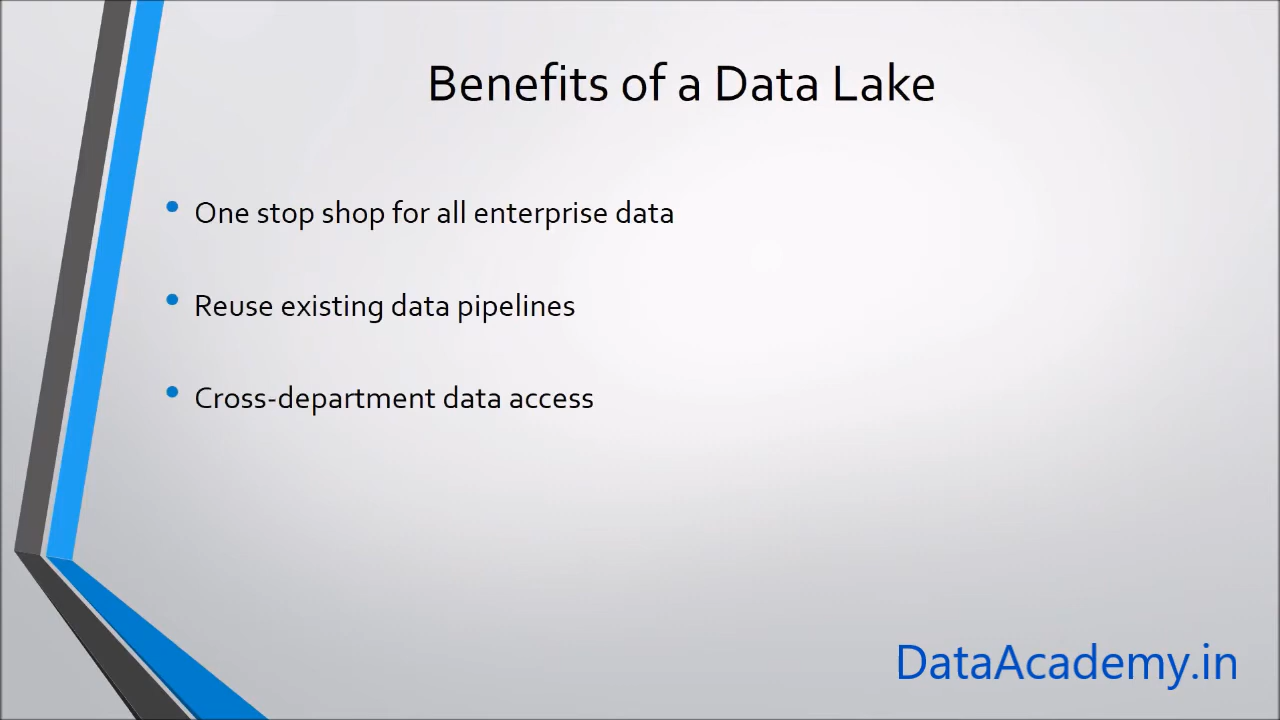 Benefits of a Data Lake
One stop shop for all enterprise data
Reuse existing data pipelines
Cross-department data access
DataAcademy.in